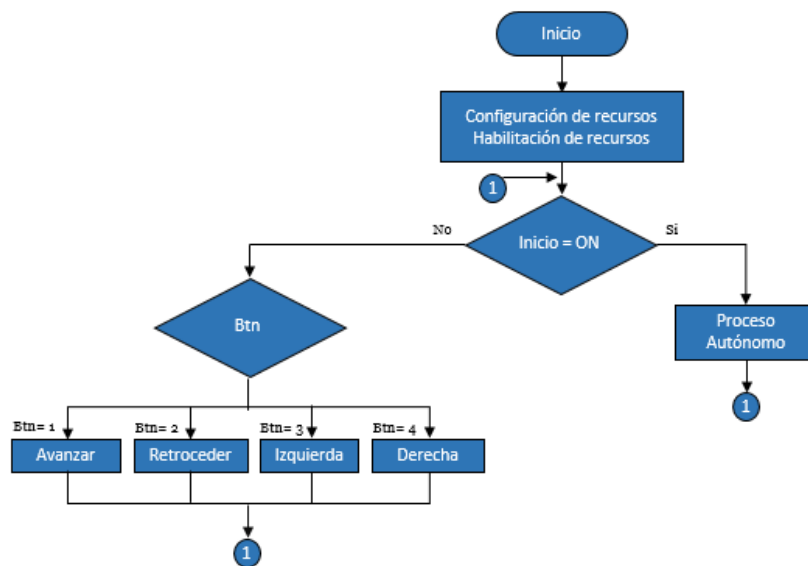 Inicio
Configuración de recursos
Habilitación de recursos
1
No
Inicio = ON
Si
Btn
Proceso
Autónomo
1
Btn= 1
Btn= 2
Btn= 3
Btn= 4
Avanzar
Retroceder
Izquierda
Derecha
1